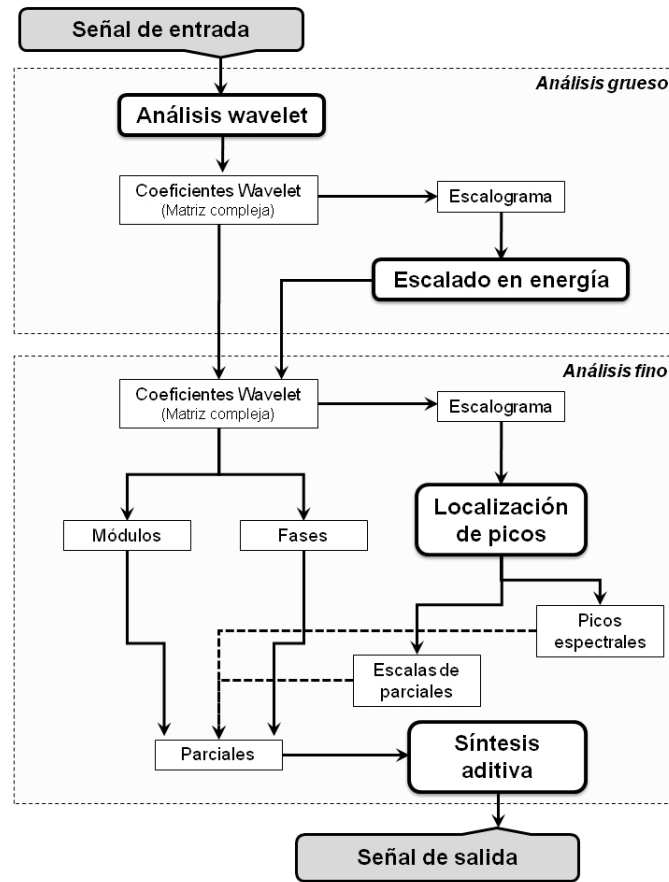 Señal de entrada
Análisis grueso
Análisis wavelet
Coeficientes Wavelet
(Matriz compleja)
Escalograma
Escalado en energía
Análisis fino
Coeficientes Wavelet
(Matriz compleja)
Escalograma
Localización
de picos
Módulos
Fases
Picos
espectrales
Escalas de
parciales
Parciales
Síntesis
aditiva
Señal de salida